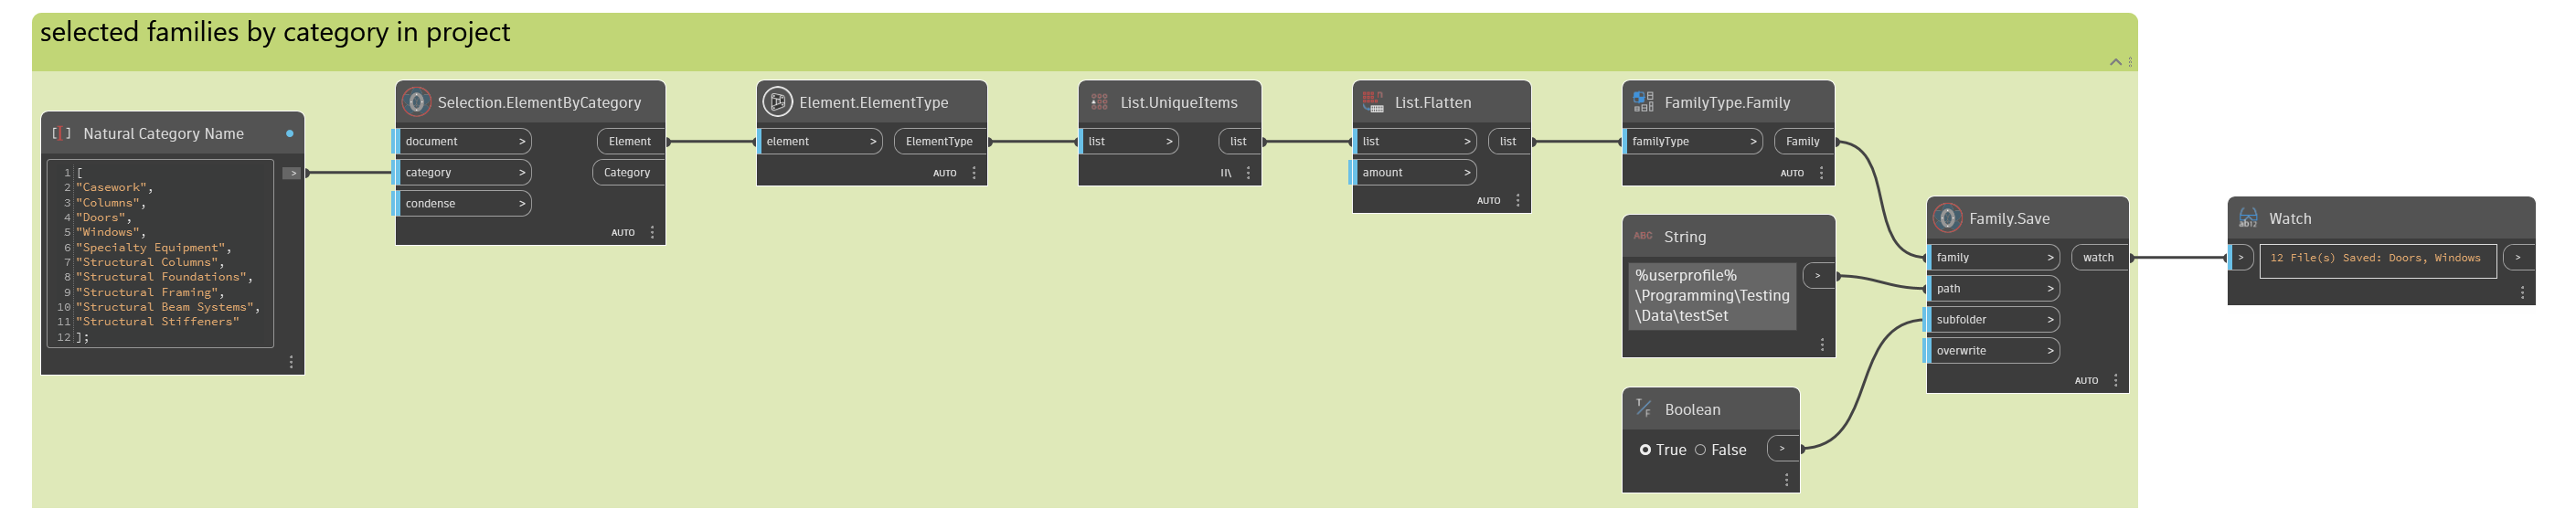 selected families by category in project
Natural Category Name
>
1 [
2 "Casework",
3 "Columns",
4 "Doors",
5 "Windows",
6 "Specialty Equipment",
7 "Structural Columns",
8 "Structural Foundations",
9 "Structural Framing",
10 "Structural Beam Systems",
11 "Structural Stiffeners"
12 ];
Selection.ElementByCategory
document > Element
category > Category
condense >
AUTO
Element.ElementType
element > ElementType
AUTO
List.UniqueItems
list > list
II\
List.Flatten
list > list
amount >
AUTO
FamilyType.Family
familyType > Family
AUTO
ABC String
%userprofile% >
\Programming\Testing
\Data\testSet
T/F Boolean
True False >
Family.Save
family > watch
path >
subfolder >
overwrite >
AUTO
ab12 Watch
> 12 File(s) Saved: Doors, Windows >